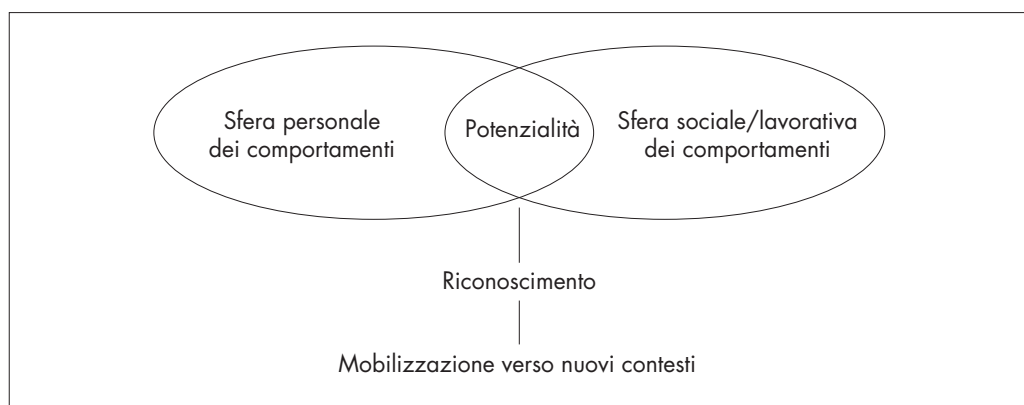 Sfera personale
dei comportamenti
Potenzialità
Sfera sociale/lavorativa
dei comportamenti
Riconoscimento
Mobilizzazione verso nuovi contesti